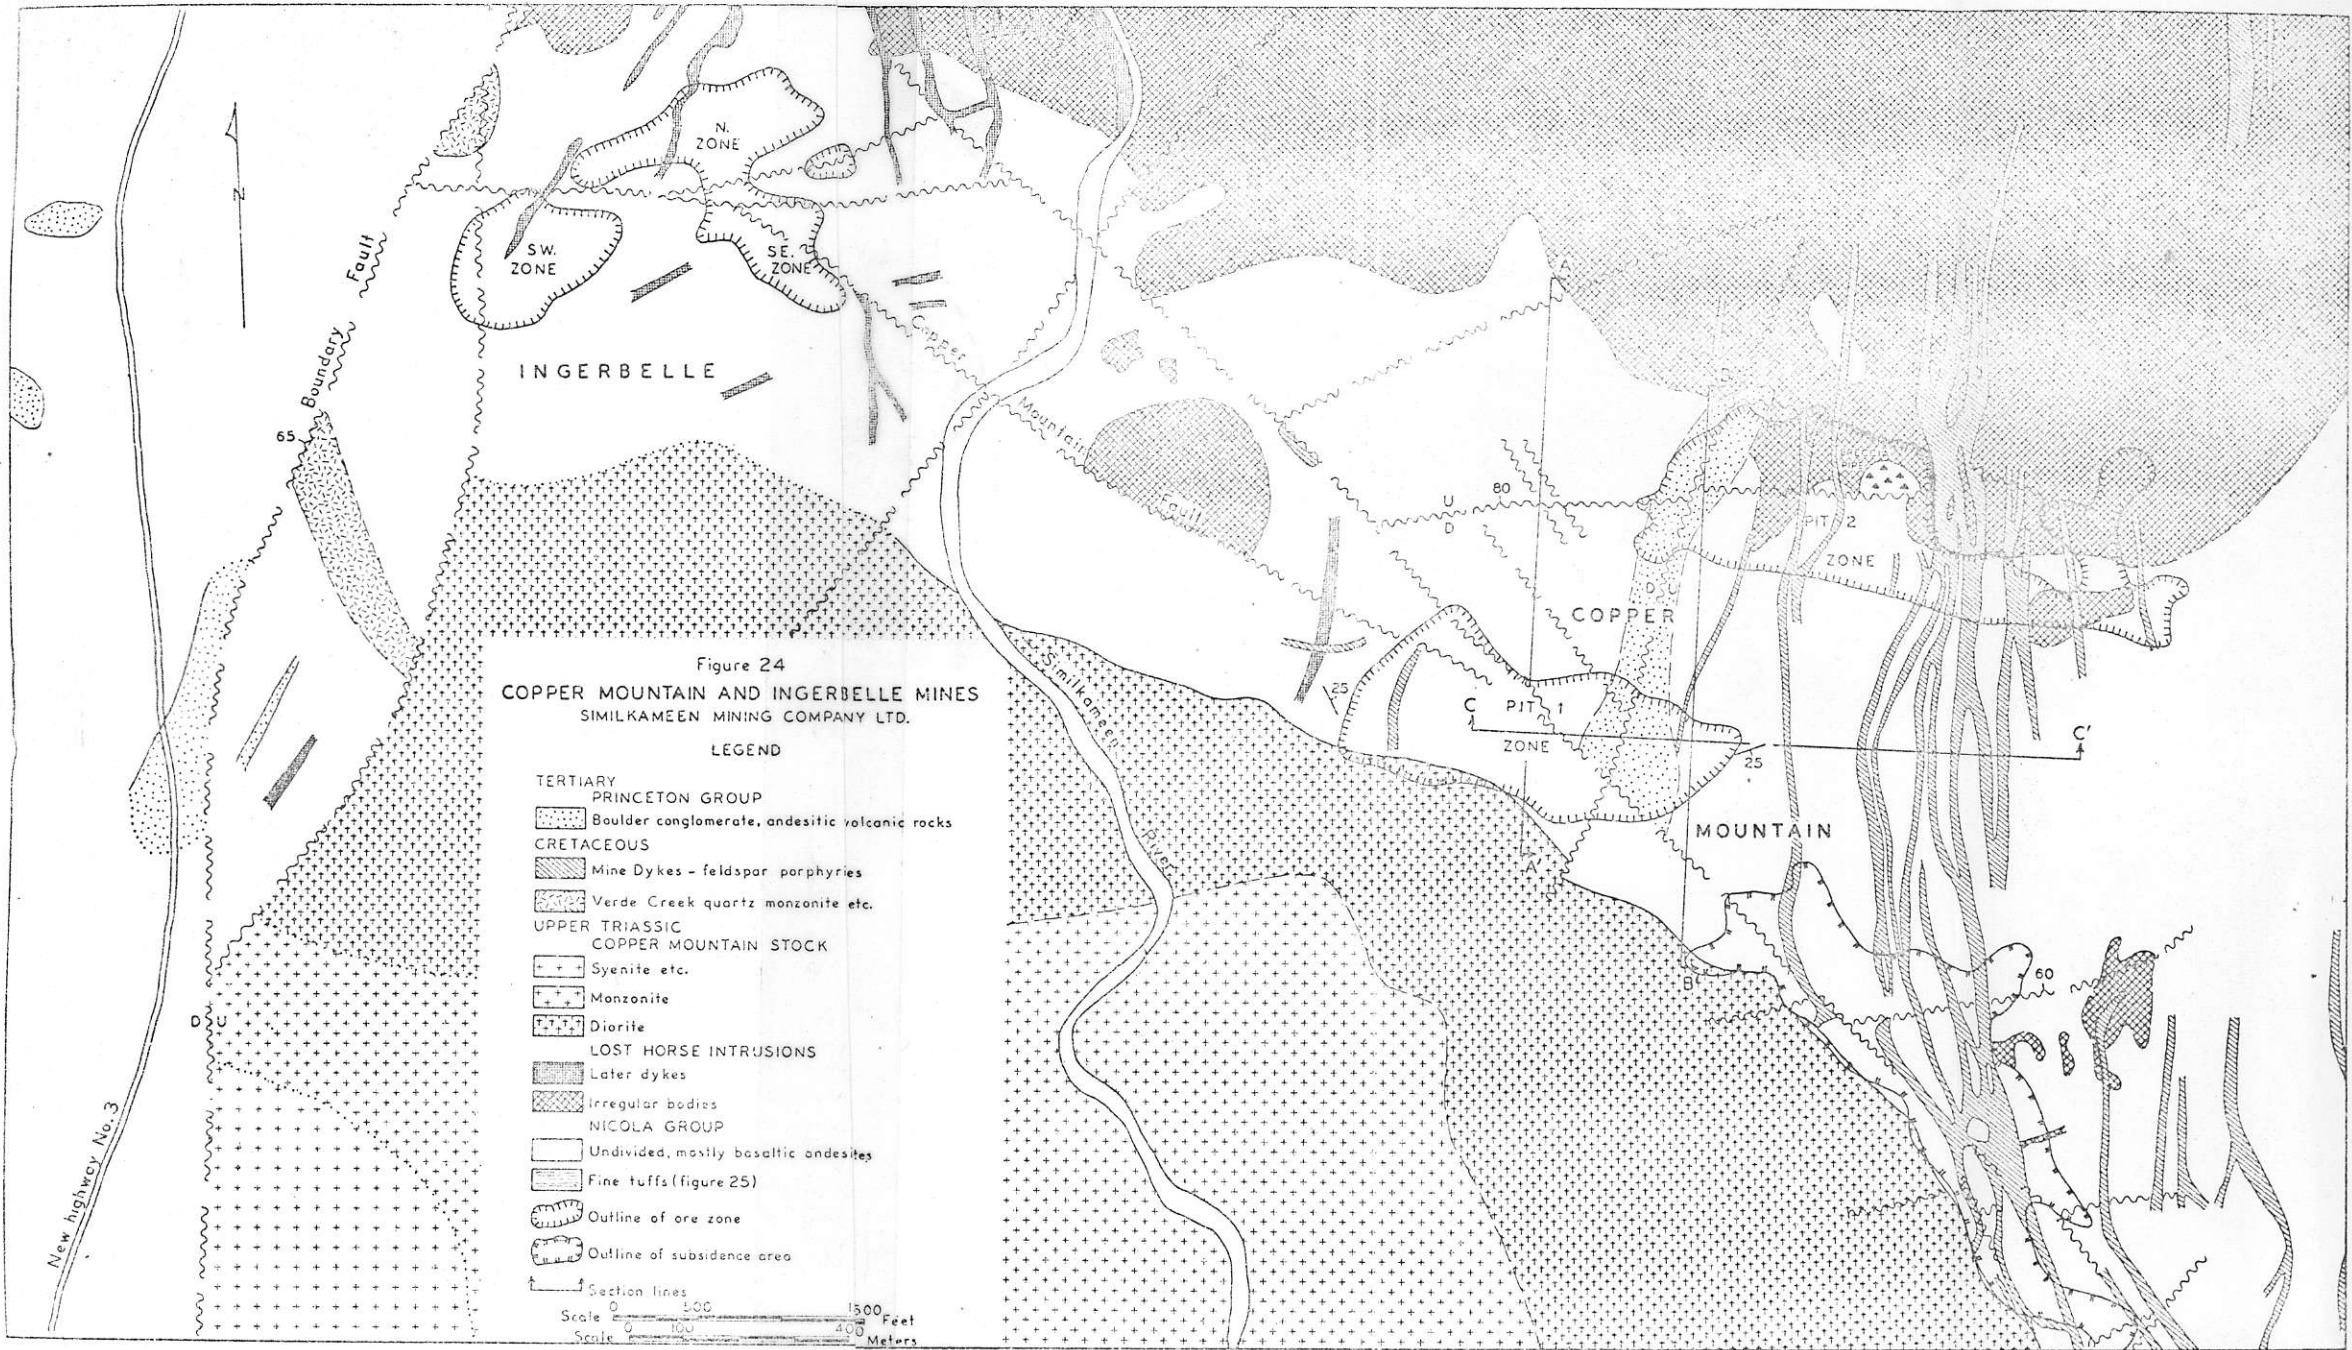 N
N.
ZONE
SW.
ZONE
SE.
ZONE
INGERBELLE
Boundary Fault
65
Copper Mountain Fault
A
U
D
80
PIPE
PIT 2
ZONE
D U
COPPER
25
C
PIT 1
ZONE
C'
25
MOUNTAIN
A'
B'
60
Similkameen River
D U
New highway No. 3
Figure 24
COPPER MOUNTAIN AND INGERBELLE MINES
SIMILKAMEEN MINING COMPANY LTD.
LEGEND
TERTIARY
PRINCETON GROUP
Boulder conglomerate, andesitic volcanic rocks
CRETACEOUS
Mine Dykes - feldspar porphyries
Verde Creek quartz monzonite etc.
UPPER TRIASSIC
COPPER MOUNTAIN STOCK
Syenite etc.
Monzonite
Diorite
LOST HORSE INTRUSIONS
Later dykes
Irregular bodies
NICOLA GROUP
Undivided, mostly basaltic andesites
Fine tuffs (figure 25)
Outline of ore zone
Outline of subsidence area
Section lines
0 500 1500
Scale Feet
0 100 400
Scale Meters